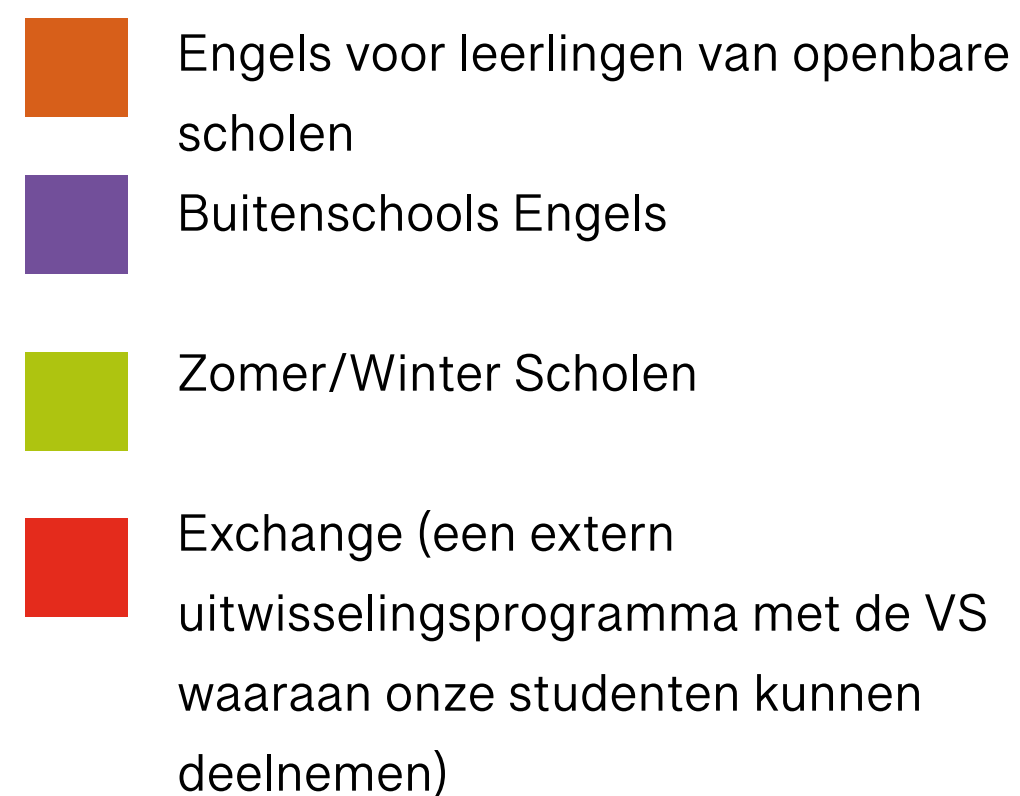 Engels voor leerlingen van openbare
scholen
Buitenschools Engels
Zomer/Winter Scholen
Exchange (een extern
uitwisselingsprogramma met de VS
waaraan onze studenten kunnen
deelnemen)